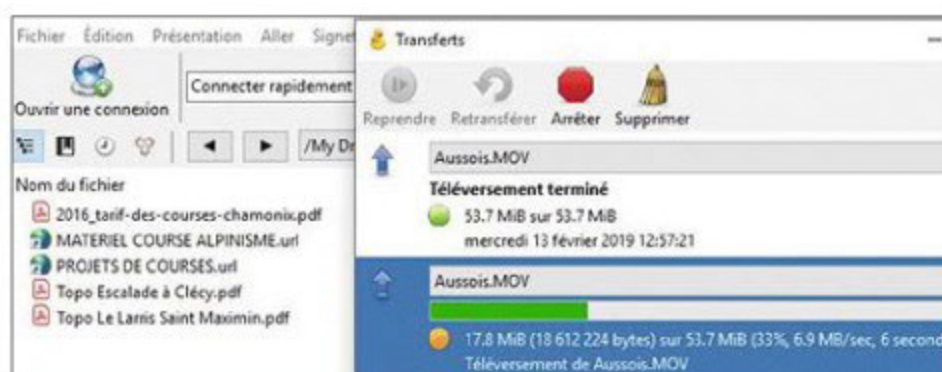 Fichier Édition Présentation Aller Signet
Ouvrir une connexion
Connecter rapidement
/My Dr
Nom du fichier
2016_tarif-des-courses-chamonix.pdf
MATERIEL COURSE ALPINISME.url
PROJETS DE COURSES.url
Topo Escalade à Clécy.pdf
Topo Le Larris Saint Maximin.pdf
Transferts
Reprendre Retransférer Arrêter Supprimer
Aussois.MOV
Téléversement terminé
53.7 MiB sur 53.7 MiB
mercredi 13 février 2019 12:57:21
Aussois.MOV
17.8 MiB (18 612 224 bytes) sur 53.7 MiB (33%, 6.9 MB/sec, 6 second
Téléversement de Aussois.MOV